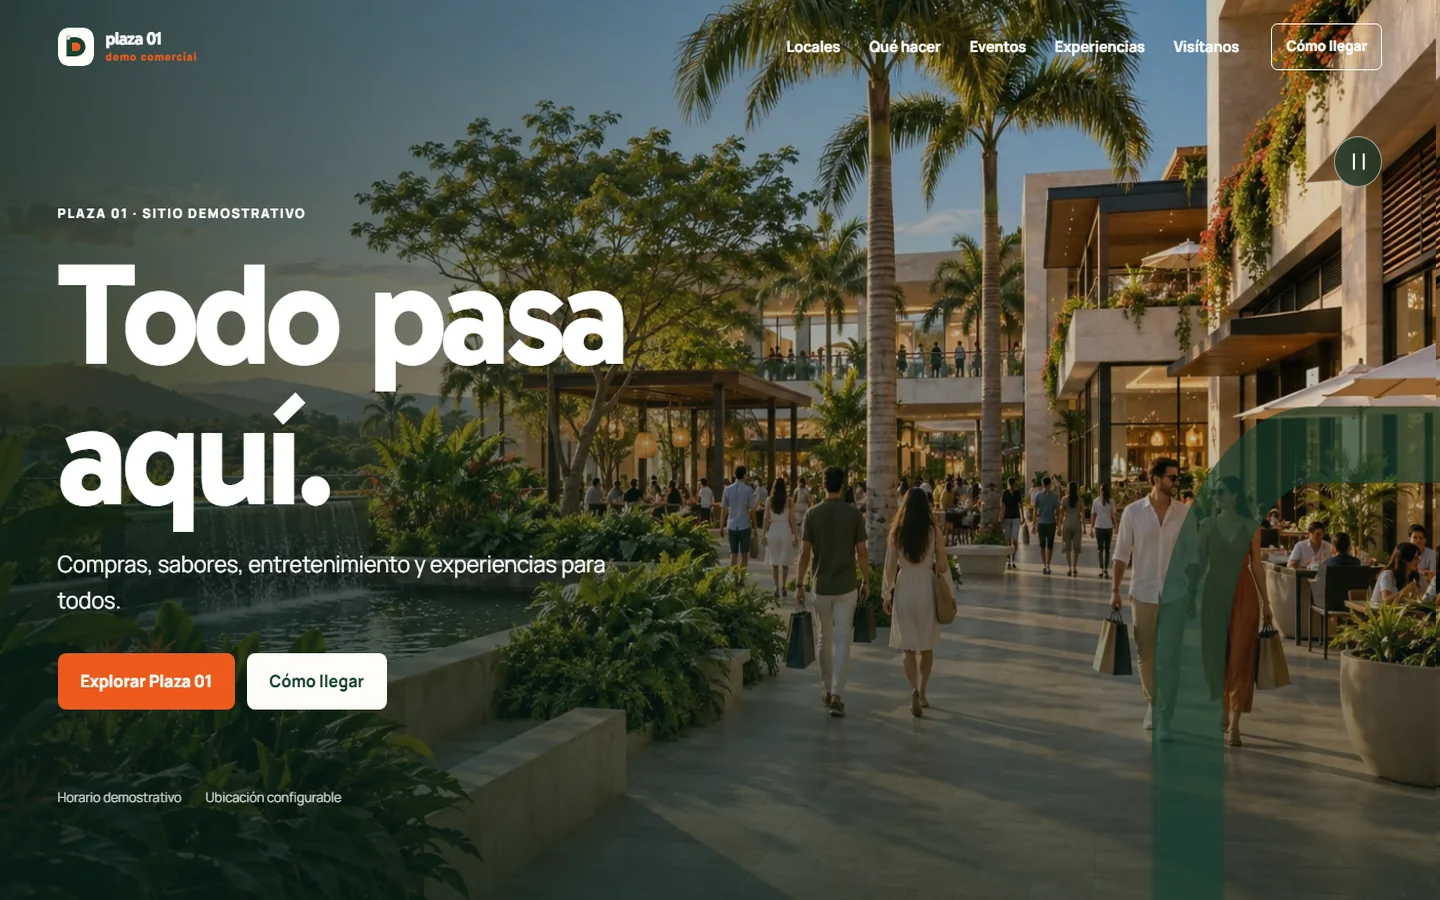 plaza 01
demo comercial
Locales
Qué hacer
Eventos
Experiencias
Visítanos
Cómo llegar
PLAZA 01 · SITIO DEMOSTRATIVO
Todo pasa
aquí.
Compras, sabores, entretenimiento y experiencias para
todos.
Explorar Plaza 01
Cómo llegar
Horario demostrativo
Ubicación configurable